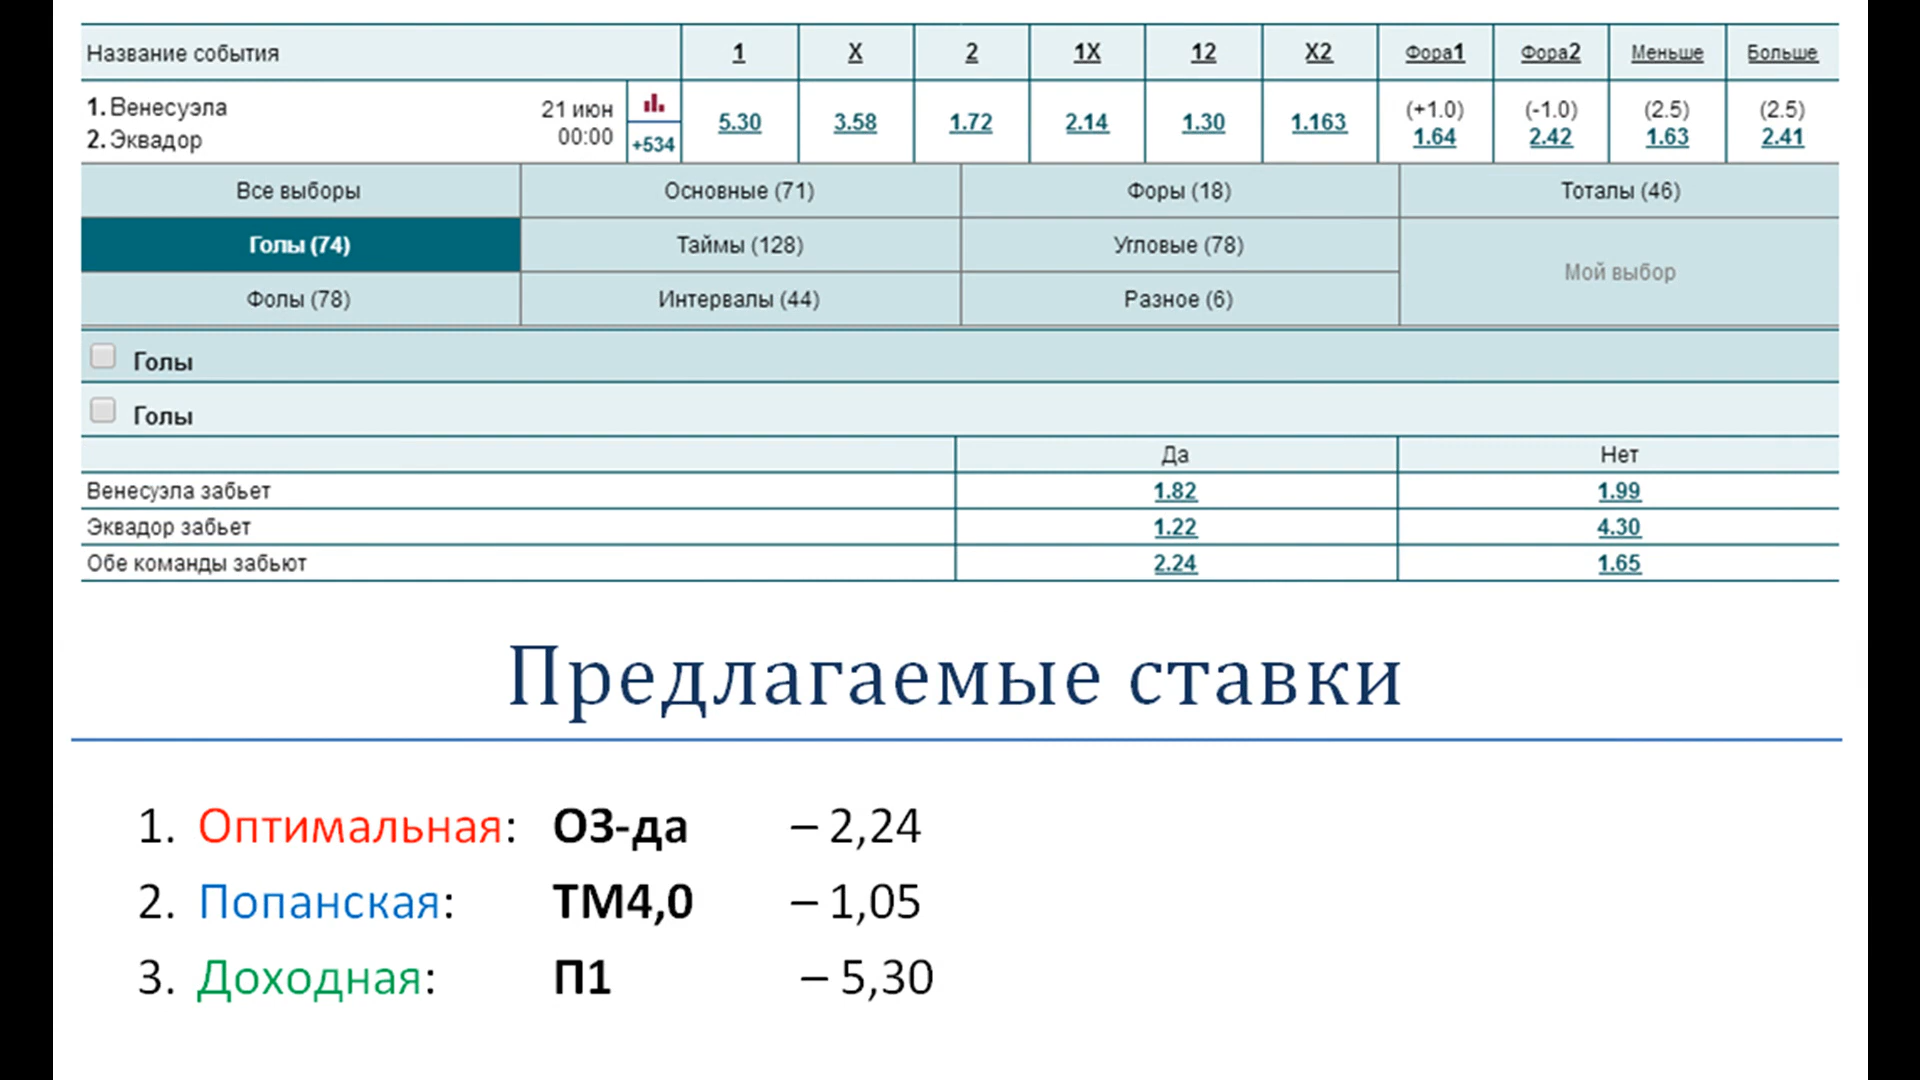 Название события 1 X 2 1X 12 X2 Фора1 Фора2 Меньше Больше
1. Венесуэла 21 июн (+1.0) (-1.0) (2.5) (2.5)
5.30 3.58 1.72 2.14 1.30 1.163
2. Эквадор 00:00 +534 1.64 2.42 1.63 2.41
Все выборы Основные (71) Форы (18) Тоталы (46)
Голы (74) Таймы (128) Угловые (78)
Мой выбор
Фолы (78) Интервалы (44) Разное (6)
Голы
Голы
Да Нет
Венесуэла забьет 1.82 1.99
Эквадор забьет 1.22 4.30
Обе команды забьют 2.24 1.65
Предлагаемые ставки
1. Оптимальная: ОЗ-да – 2,24
2. Попанская: ТМ4,0 – 1,05
3. Доходная: П1 – 5,30